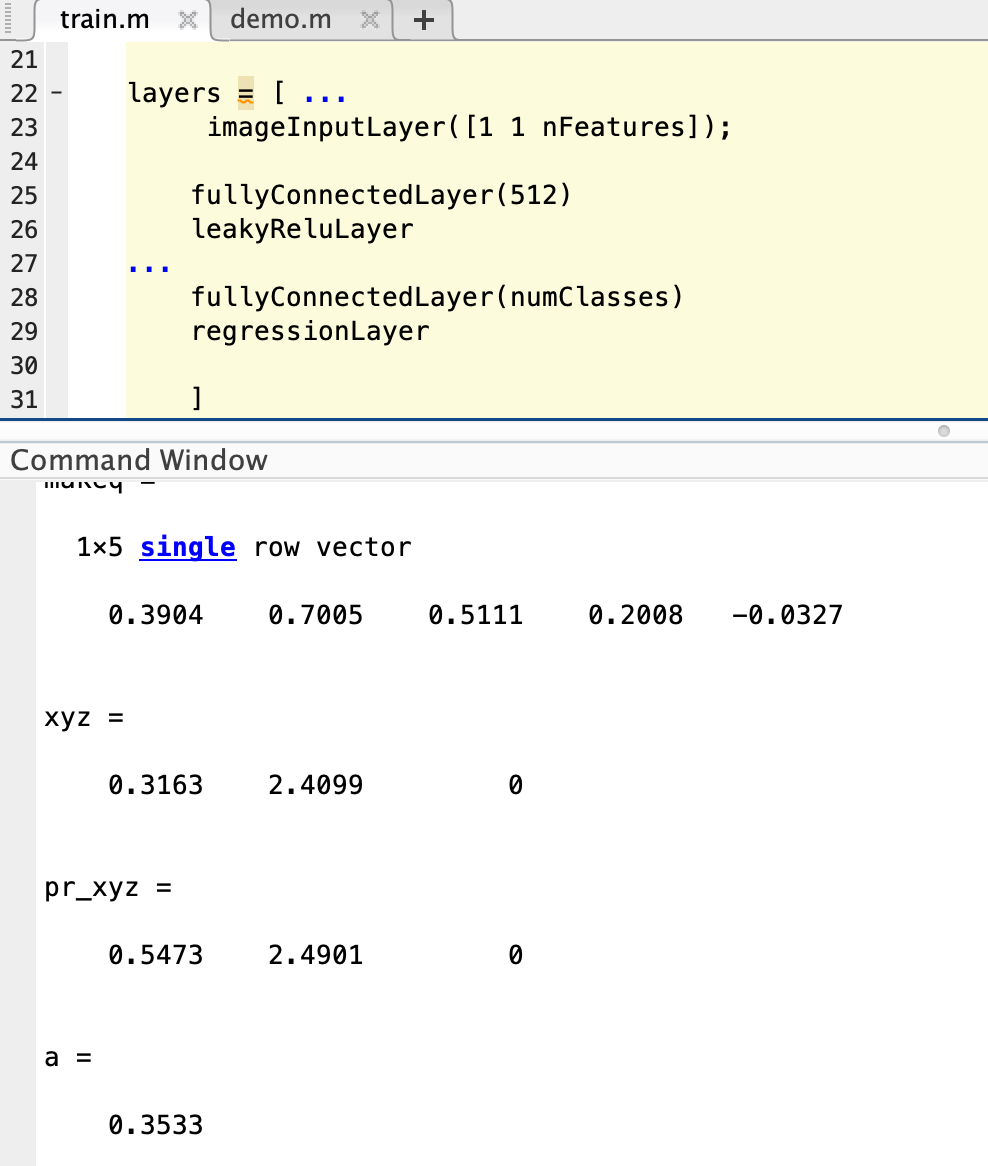 train.m demo.m +
21
22 – layers = [ ...
23 imageInputLayer([1 1 nFeatures]);
24
25 fullyConnectedLayer(512)
26 leakyReluLayer
27 ...
28 fullyConnectedLayer(numClasses)
29 regressionLayer
30
31 ]
Command Window
1×5 single row vector
0.3904 0.7005 0.5111 0.2008 -0.0327
xyz =
0.3163 2.4099 0
pr_xyz =
0.5473 2.4901 0
a =
0.3533